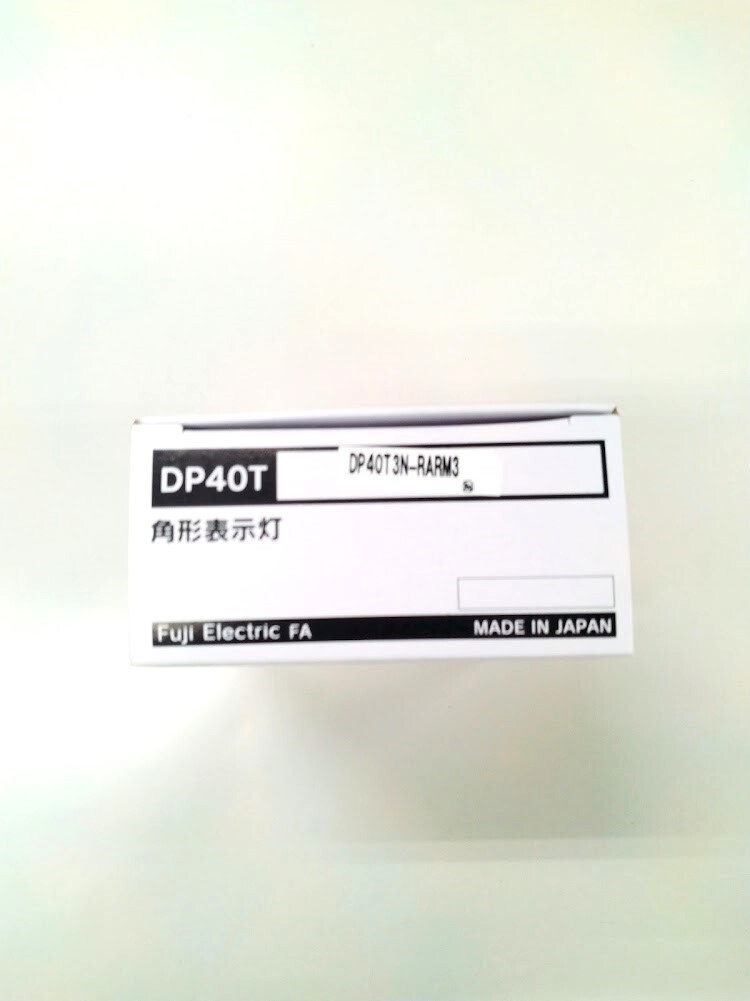 DP40T
DP40T3N-RARM3
角形表示灯
Fuji Electric FA
MADE IN JAPAN